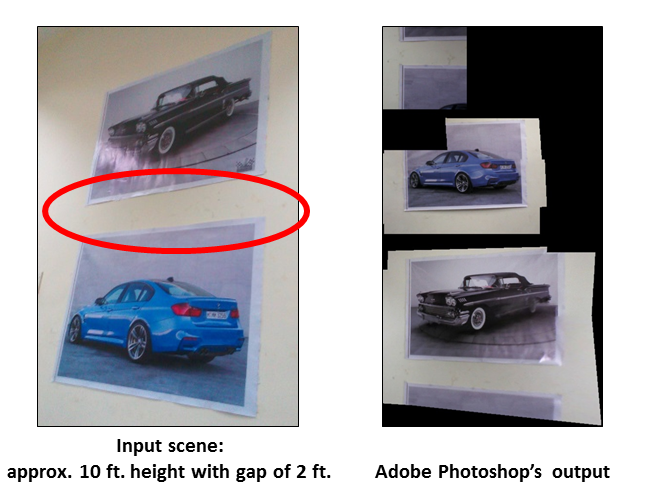 Input scene:
approx. 10 ft. height with gap of 2 ft.
Adobe Photoshop's output